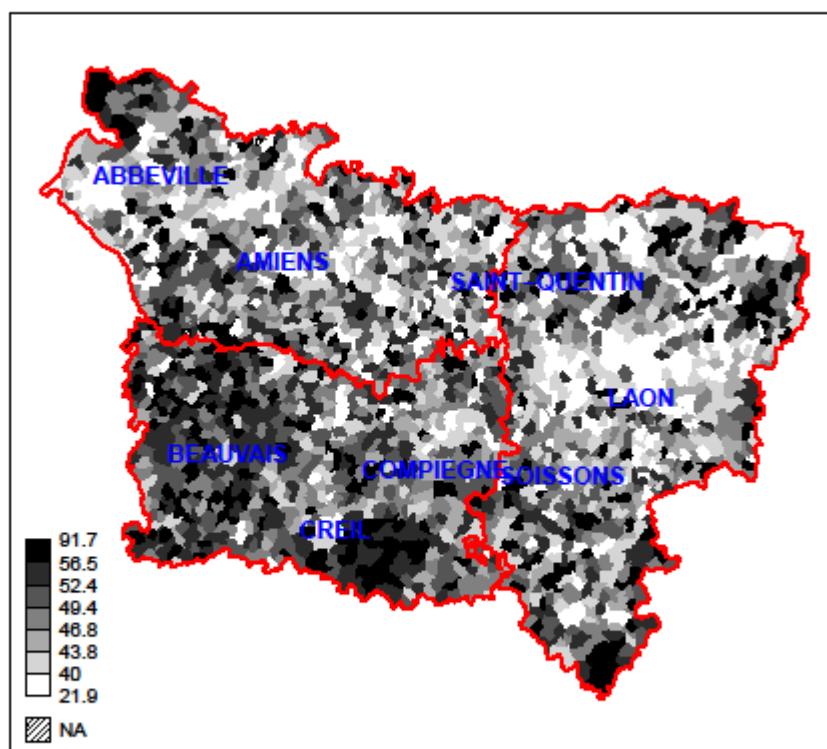 ABBEVILLE
AMIENS
SAINT-QUENTIN
LAON
BEAUVAIS
COMPIEGNE
SOISSONS
CREIL
91.7
56.5
52.4
49.4
46.8
43.8
40
21.9
NA